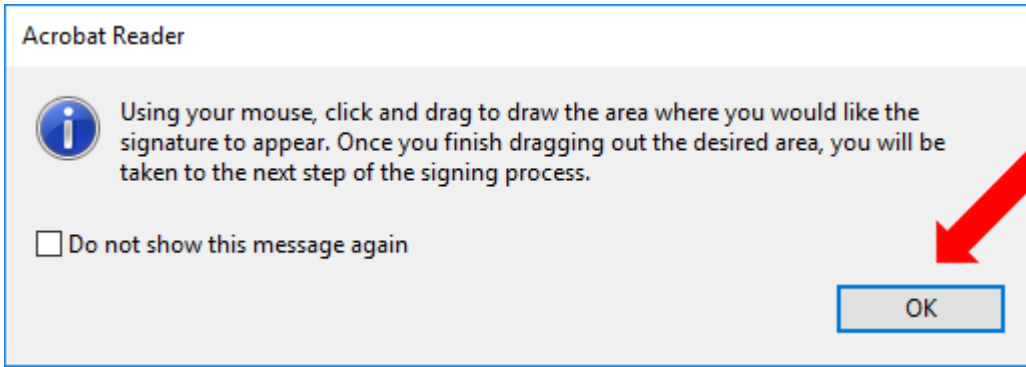 Acrobat Reader
Using your mouse, click and drag to draw the area where you would like the
signature to appear. Once you finish dragging out the desired area, you will be
taken to the next step of the signing process.
Do not show this message again
OK